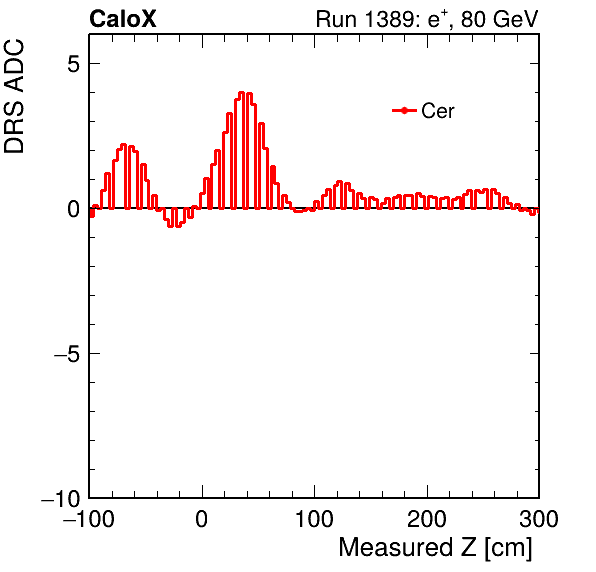 CaloX
Run 1389: e⁺, 80 GeV
DRS ADC
Cer
5
0
−5
−10
−100 0 100 200 300
Measured Z [cm]